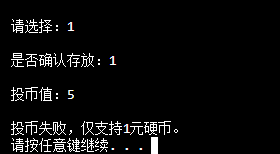 请选择：1
是否确认存放：1
投币值：5
投币失败，仅支持1元硬币。
请按任意键继续. . .